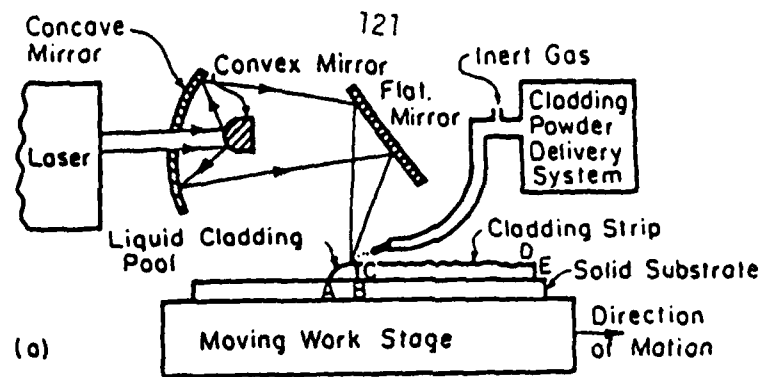 121
Concave
Mirror
Convex Mirror
Flat.
Mirror
Inert Gas
Cladding
Powder
Delivery
System
Laser
Liquid Cladding
Pool
Cladding Strip
D
C
E
Solid Substrate
A
B
Moving Work Stage
Direction
of Motion
(a)